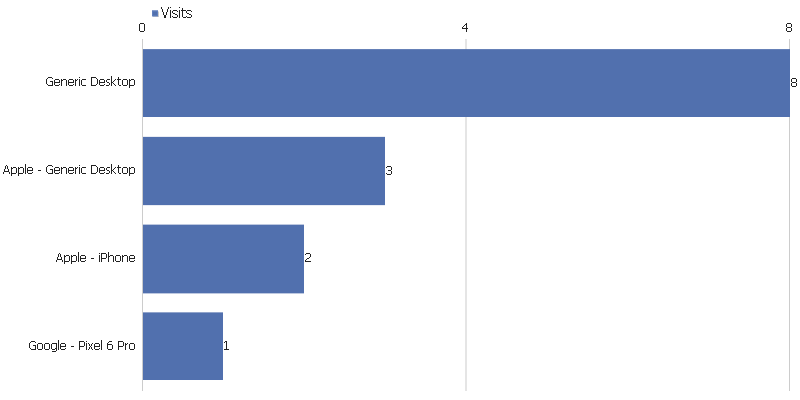 Visits
0 4 8
Generic Desktop 8
Apple - Generic Desktop 3
Apple - iPhone 2
Google - Pixel 6 Pro 1